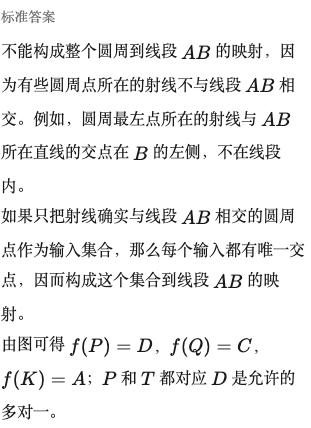 标准答案
不能构成整个圆周到线段 AB 的映射，因
为有些圆周点所在的射线不与线段 AB 相
交。例如，圆周最左点所在的射线与 AB
所在直线的交点在 B 的左侧，不在线段
内。
如果只把射线确实与线段 AB 相交的圆周
点作为输入集合，那么每个输入都有唯一交
点，因而构成这个集合到线段 AB 的映
射。
由图可得 f(P) = D，f(Q) = C，
f(K) = A；P 和 T 都对应 D 是允许的
多对一。